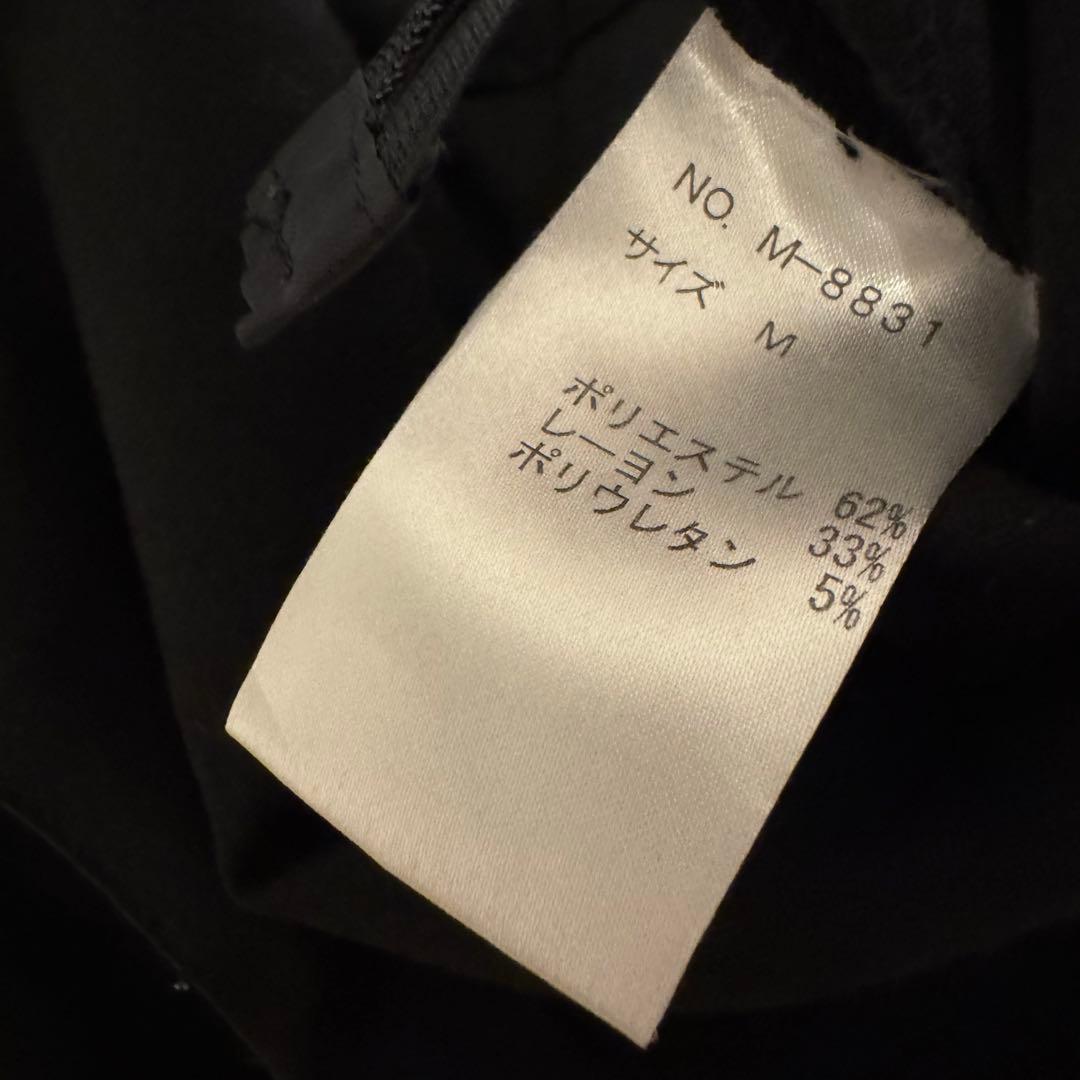 NO. M-8831
サイズ M
ポリエステル 62%
レーヨン 33%
ポリウレタン 5%